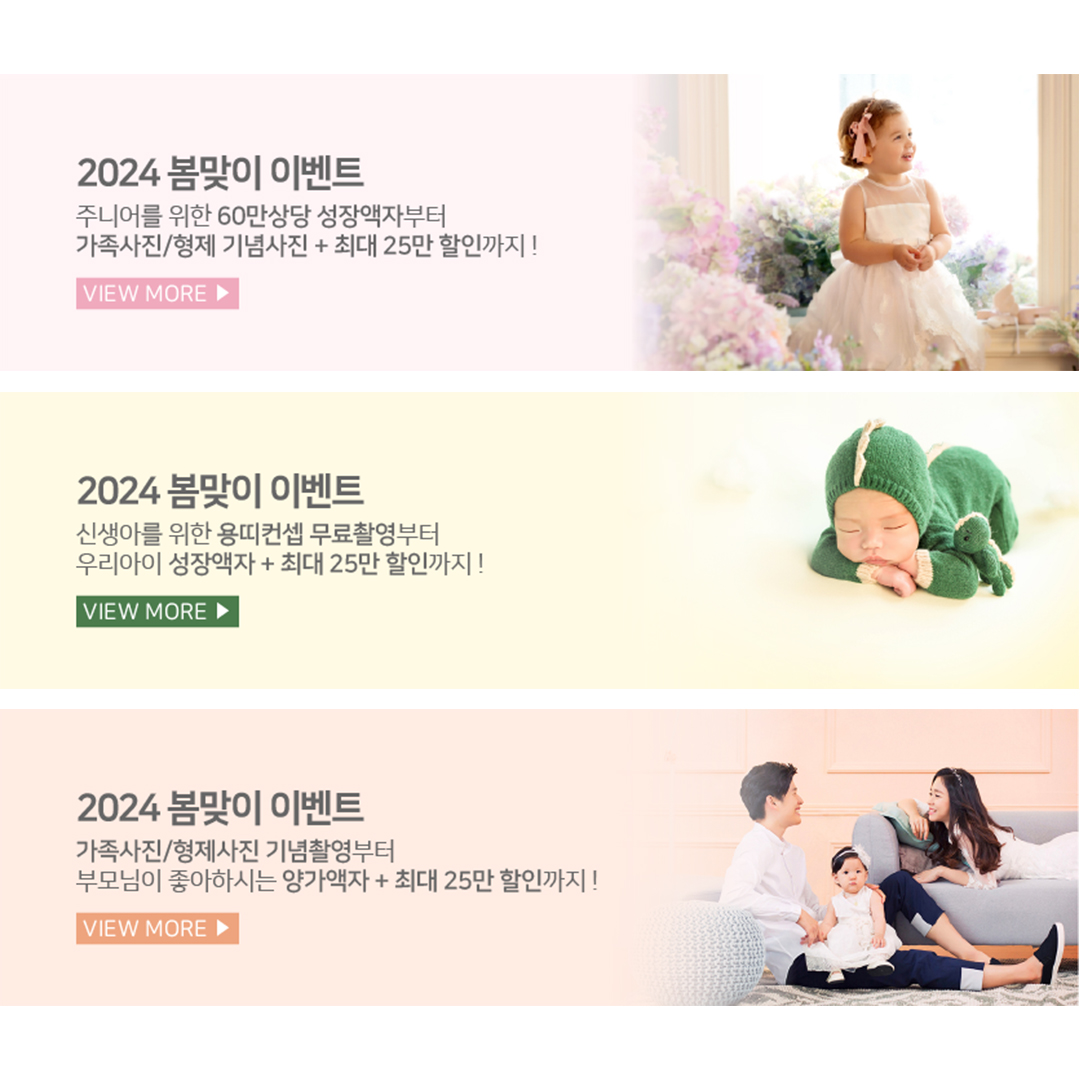 2024 봄맞이 이벤트
주니어를 위한 60만상당 성장액자부터
가족사진/형제 기념사진 + 최대 25만 할인까지 !
VIEW MORE ▶
2024 봄맞이 이벤트
신생아를 위한 용띠컨셉 무료촬영부터
우리아이 성장액자 + 최대 25만 할인까지 !
VIEW MORE ▶
2024 봄맞이 이벤트
가족사진/형제사진 기념촬영부터
부모님이 좋아하시는 양가액자 + 최대 25만 할인까지 !
VIEW MORE ▶